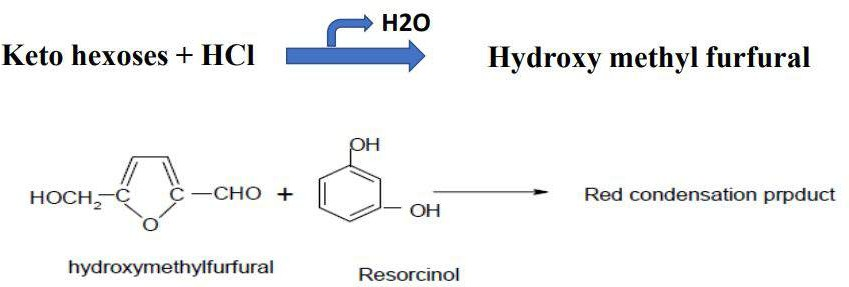 H2O
Keto hexoses + HCl
Hydroxy methyl furfural
OH
HOCH2
C
C
CHO +
O
OH
Red condensation prpduct
hydroxymethylfurfural
Resorcinol